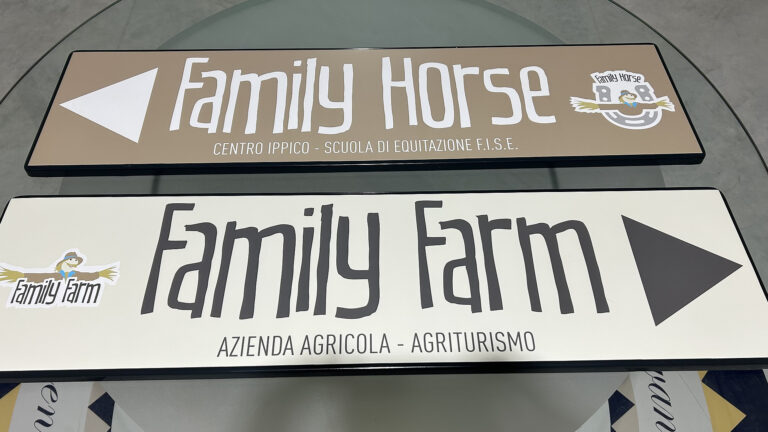 Family Horse
Family Horse
CENTRO IPPICO - SCUOLA DI EQUITAZIONE F.I.S.E.
Family Farm
Family Farm
AZIENDA AGRICOLA - AGRITURISMO